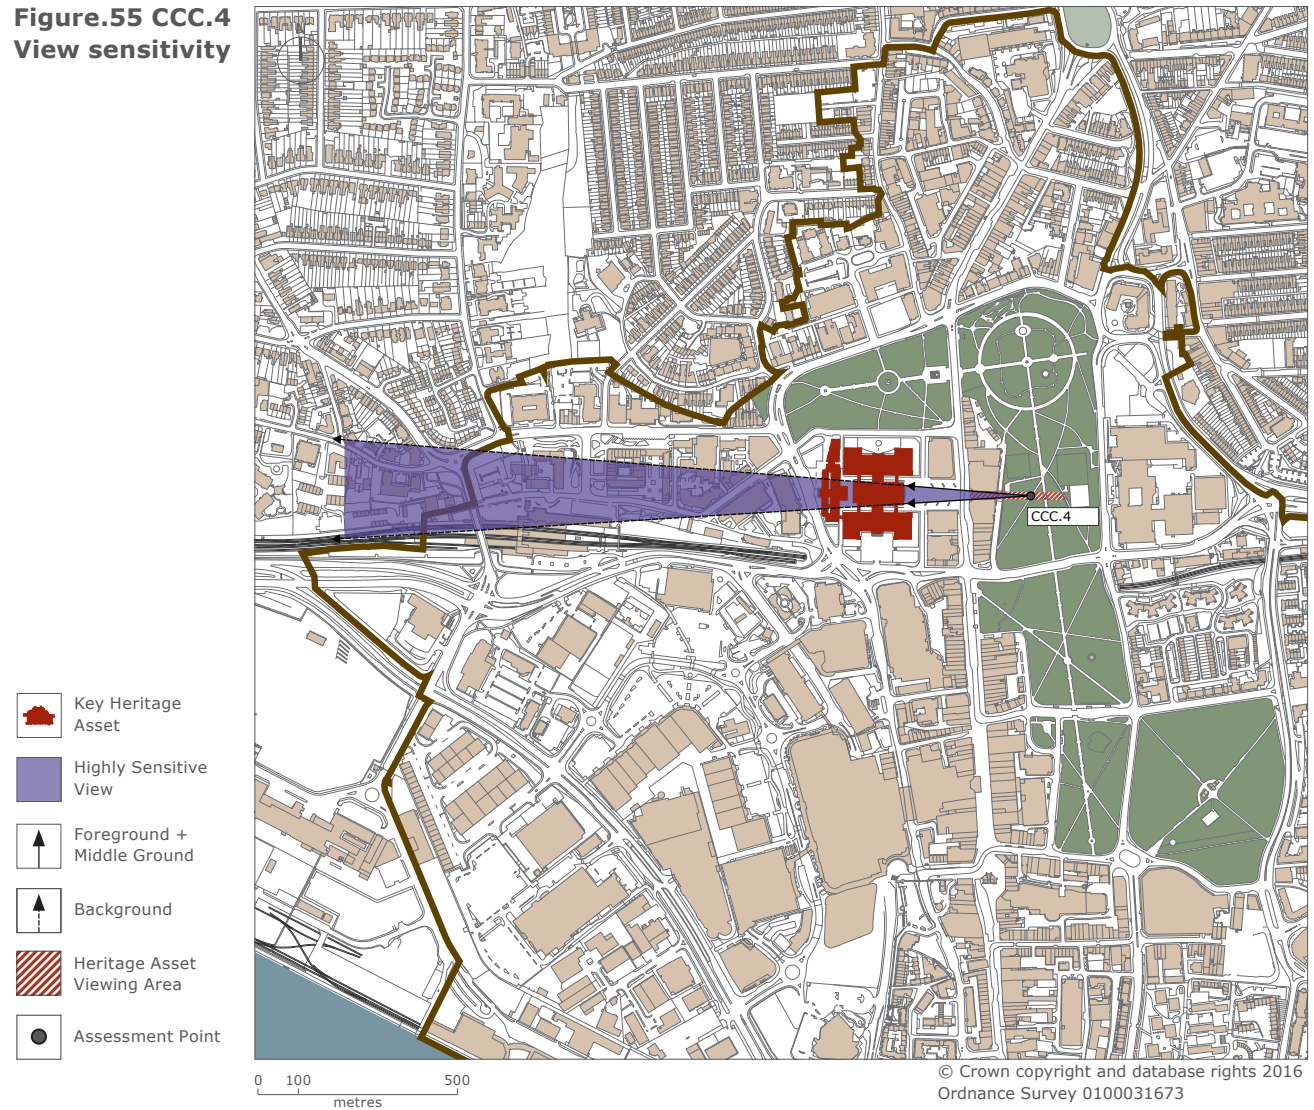 Figure.55 CCC.4
View sensitivity
CCC.4
Key Heritage
Asset
Highly Sensitive
View
Foreground +
Middle Ground
Background
Heritage Asset
Viewing Area
Assessment Point
0 100 500
metres
© Crown copyright and database rights 2016
Ordnance Survey 0100031673